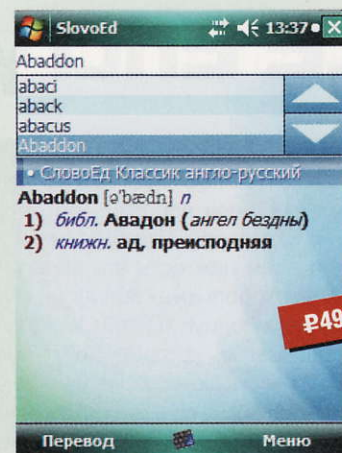 SlovoEd 13:37
Abaddon
abaci
aback
abacus
Abaddon
• СловоЕд Классик англо-русский
Abaddon [ə'bædn] n
1) библ. Авадон (ангел бездны)
2) книжн. ад, преисподняя
₽49
Перевод Меню